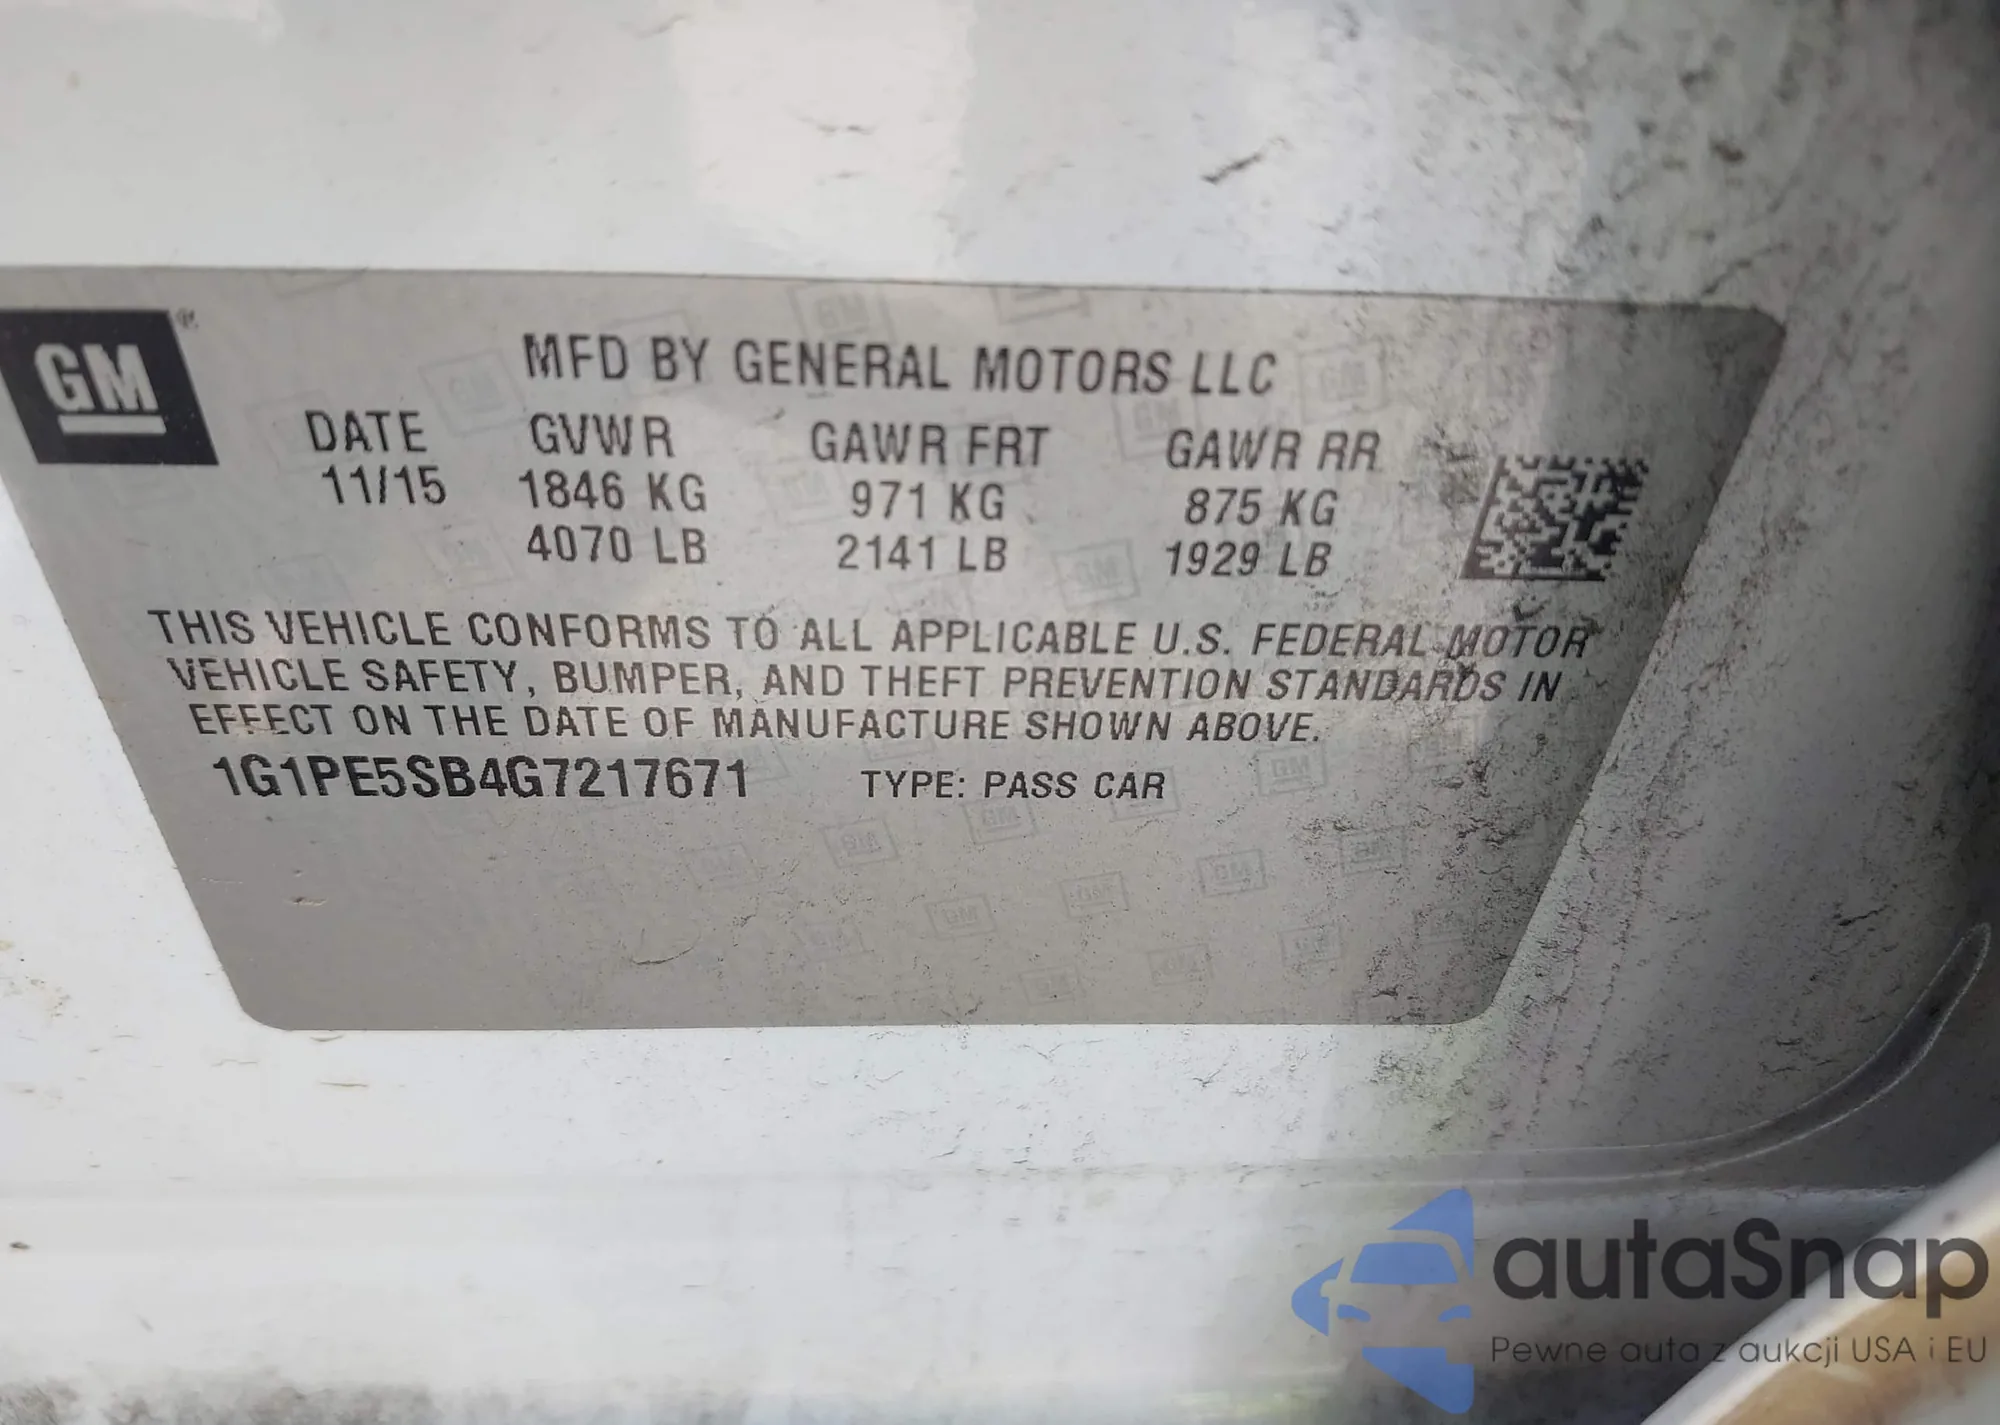 GM®
MFD BY GENERAL MOTORS LLC
DATE GVWR GAWR FRT GAWR RR
11/15 1846 KG 971 KG 875 KG
4070 LB 2141 LB 1929 LB
THIS VEHICLE CONFORMS TO ALL APPLICABLE U.S. FEDERAL MOTOR
VEHICLE SAFETY, BUMPER, AND THEFT PREVENTION STANDARDS IN
EFFECT ON THE DATE OF MANUFACTURE SHOWN ABOVE.
1G1PE5SB4G7217671 TYPE: PASS CAR
autaSnap
Pewne auta z aukcji USA i EU